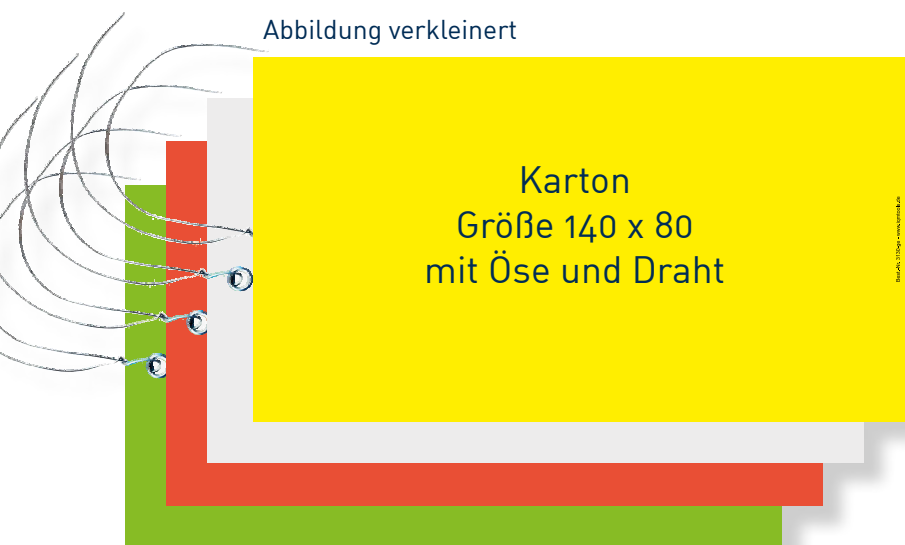 Abbildung verkleinert
Karton
Größe 140 x 80
mit Öse und Draht